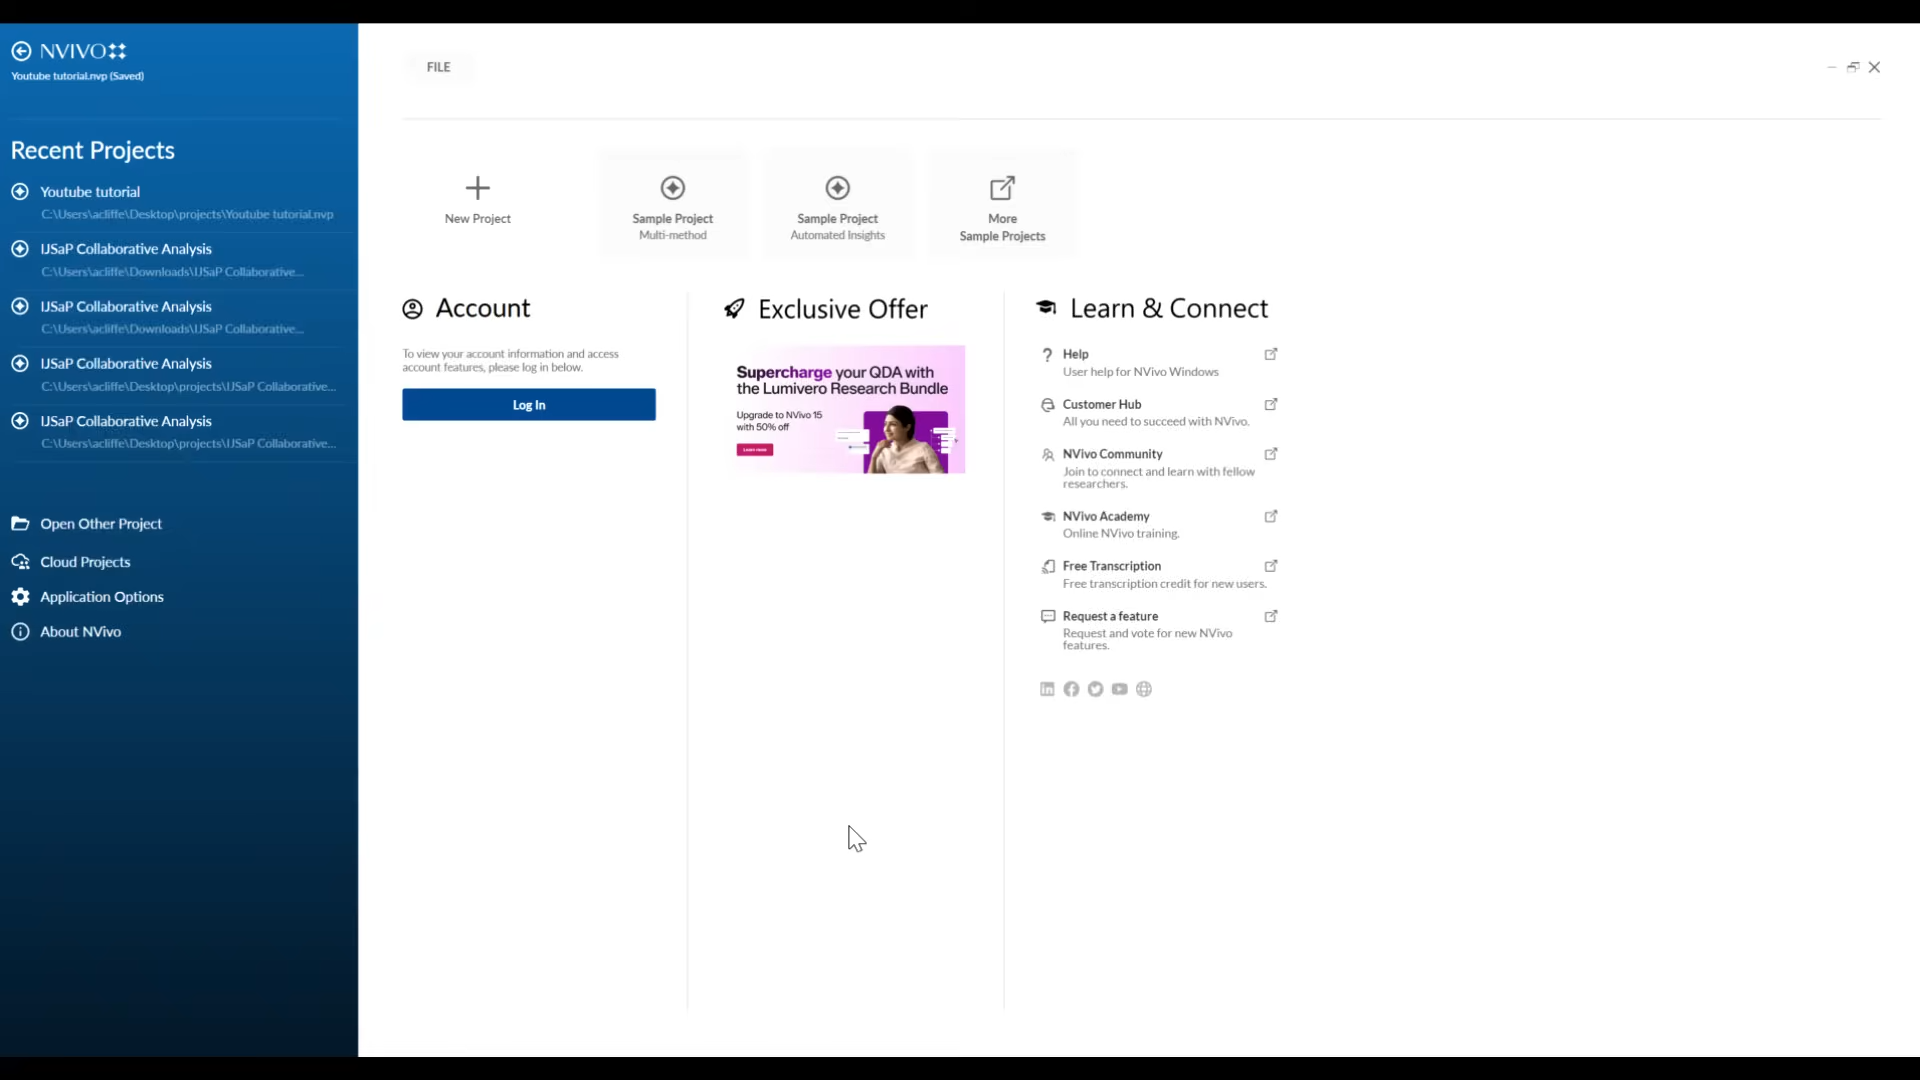 NVIVO
Youtube tutorial.nvp (Saved)
Recent Projects
Youtube tutorial
C:\Users\acliffe\Desktop\projects\Youtube tutorial.nvp
IJSaP Collaborative Analysis
C:\Users\acliffe\Downloads\IJSaP Collaborative...
IJSaP Collaborative Analysis
C:\Users\acliffe\Downloads\IJSaP Collaborative...
IJSaP Collaborative Analysis
C:\Users\acliffe\Desktop\projects\IJSaP Collaborative...
IJSaP Collaborative Analysis
C:\Users\acliffe\Desktop\projects\IJSaP Collaborative...
Open Other Project
Cloud Projects
Application Options
About NVivo
FILE
New Project
Sample Project
Multi-method
Sample Project
Automated Insights
More
Sample Projects
Account
To view your account information and access
account features, please log in below.
Log In
Exclusive Offer
Supercharge your QDA with
the Lumivero Research Bundle
Upgrade to NVivo 15
with 50% off
Learn more
Learn & Connect
Help
User help for NVivo Windows
Customer Hub
All you need to succeed with NVivo.
NVivo Community
Join to connect and learn with fellow
researchers.
NVivo Academy
Online NVivo training.
Free Transcription
Free transcription credit for new users.
Request a feature
Request and vote for new NVivo
features.